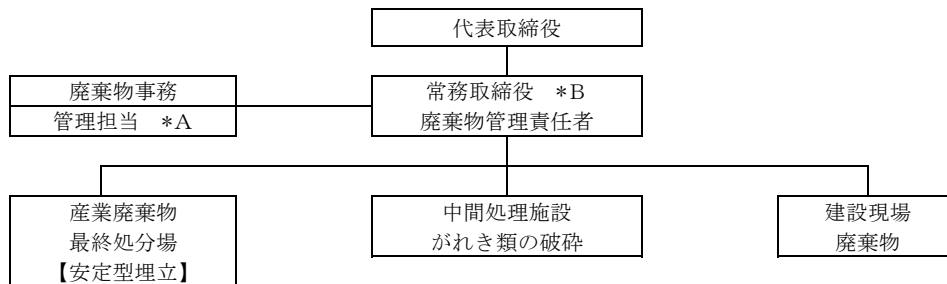 代表取締役
廃棄物事務
管理担当 *A
常務取締役 *B
廃棄物管理責任者
産業廃棄物
最終処分場
【安定型埋立】
中間処理施設
がれき類の破砕
建設現場
廃棄物